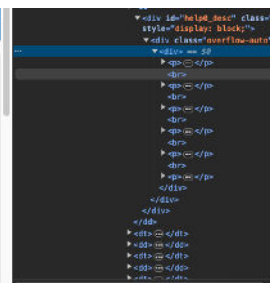 <div id="help0_desc" class=
style="display: block;">
<div class="overflow-auto"
… <div> == $0
<p>…</p>
<br>
<p>…</p>
<br>
<p>…</p>
<br>
<p>…</p>
<br>
<p>…</p>
</div>
</div>
</div>
</dd>
<dt>…</dt>
<dd>…</dd>
<dt>…</dt>
<dd>…</dd>